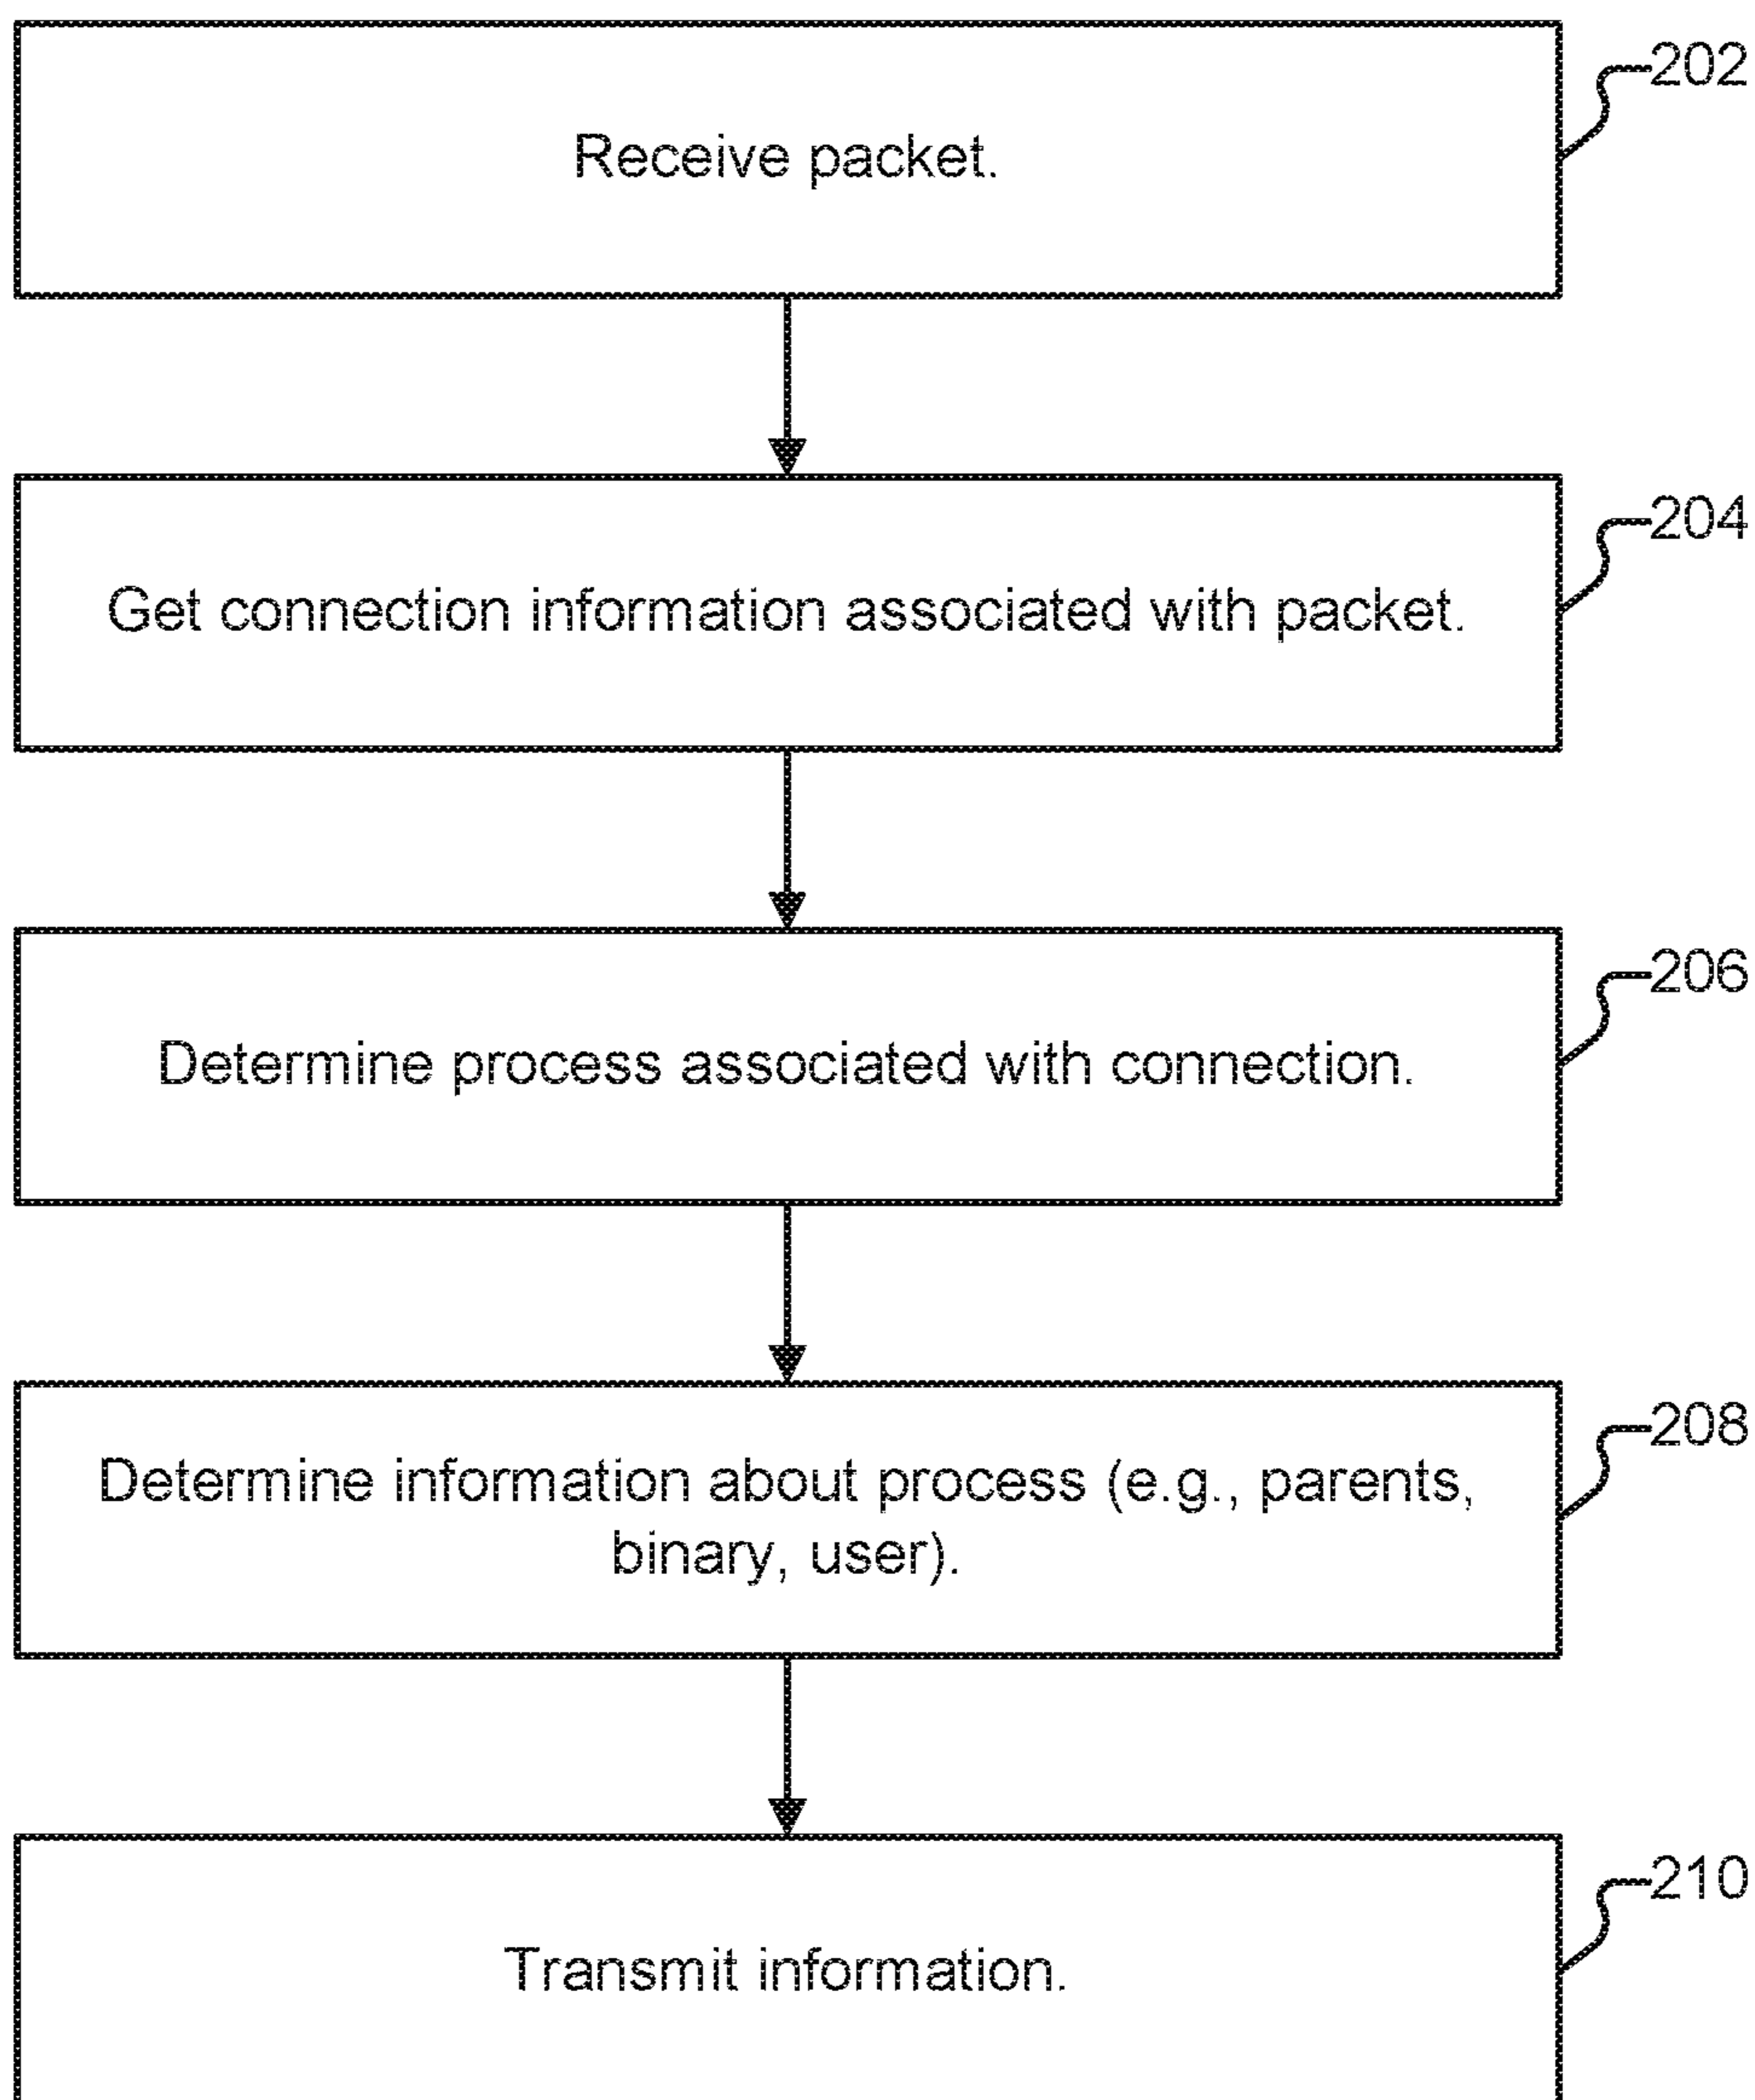 202
Receive packet.
204
Get connection information associated with packet.
206
Determine process associated with connection.
208
Determine information about process (e.g., parents,
binary, user).
210
Transmit information.